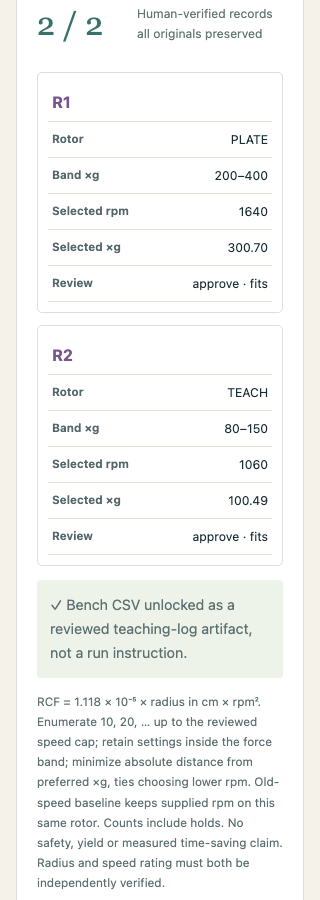 2 / 2
Human-verified records
all originals preserved
R1
Rotor PLATE
Band ×g 200–400
Selected rpm 1640
Selected ×g 300.70
Review approve · fits
R2
Rotor TEACH
Band ×g 80–150
Selected rpm 1060
Selected ×g 100.49
Review approve · fits
✓ Bench CSV unlocked as a
reviewed teaching-log artifact,
not a run instruction.
RCF = 1.118 × 10⁻⁵ × radius in cm × rpm².
Enumerate 10, 20, … up to the reviewed
speed cap; retain settings inside the force
band; minimize absolute distance from
preferred ×g, ties choosing lower rpm. Old-
speed baseline keeps supplied rpm on this
same rotor. Counts include holds. No
safety, yield or measured time-saving claim.
Radius and speed rating must both be
independently verified.